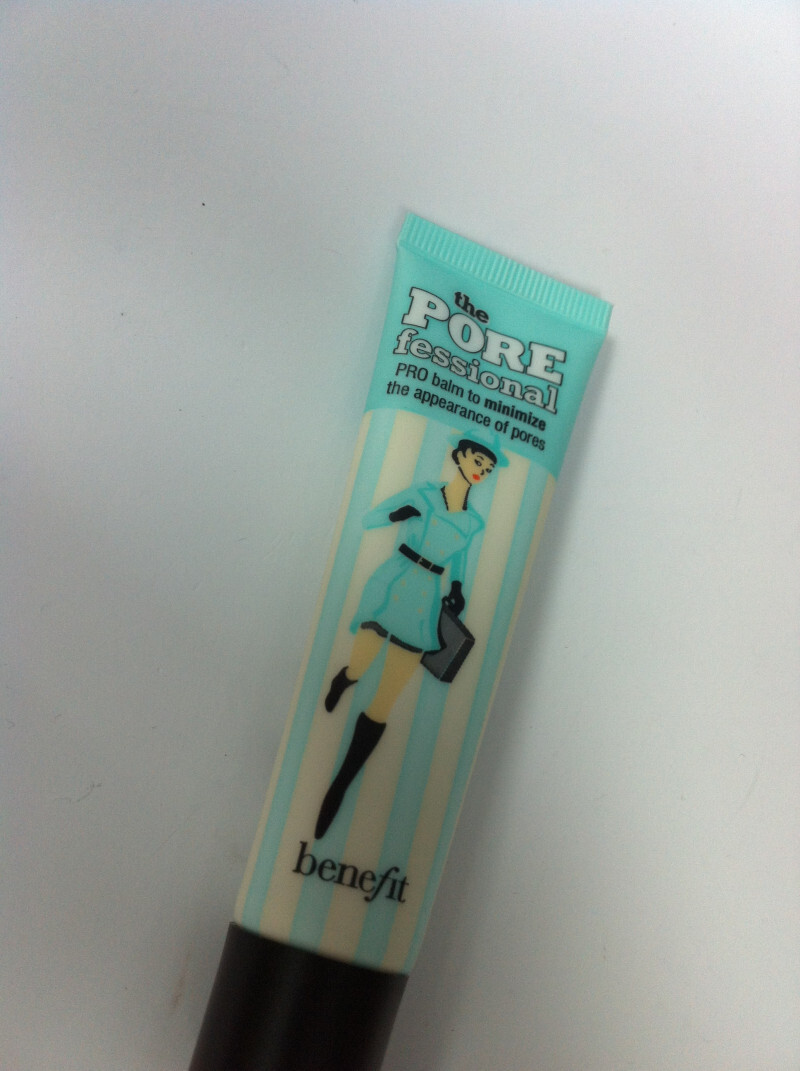 the
PORE
fessional
PRO balm to minimize
the appearance of pores
benefit